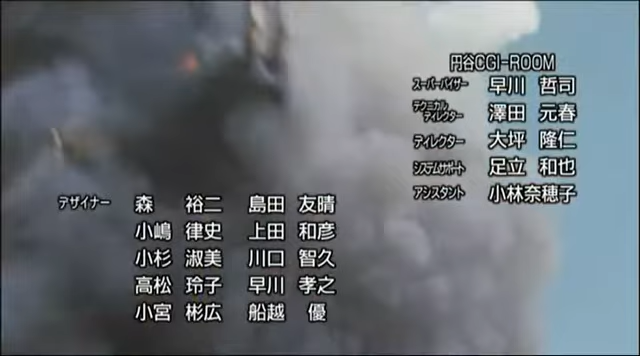 円谷CGI-ROOM
スーパーバイザー 早川 哲司
テクニカルディレクター 澤田 元春
ディレクター 大坪 隆仁
システムサポート 足立 和也
アシスタント 小林奈穂子
デザイナー 森 裕二 島田 友晴
小嶋 律史 上田 和彦
小杉 淑美 川口 智久
高松 玲子 早川 孝之
小宮 彬広 船越 優